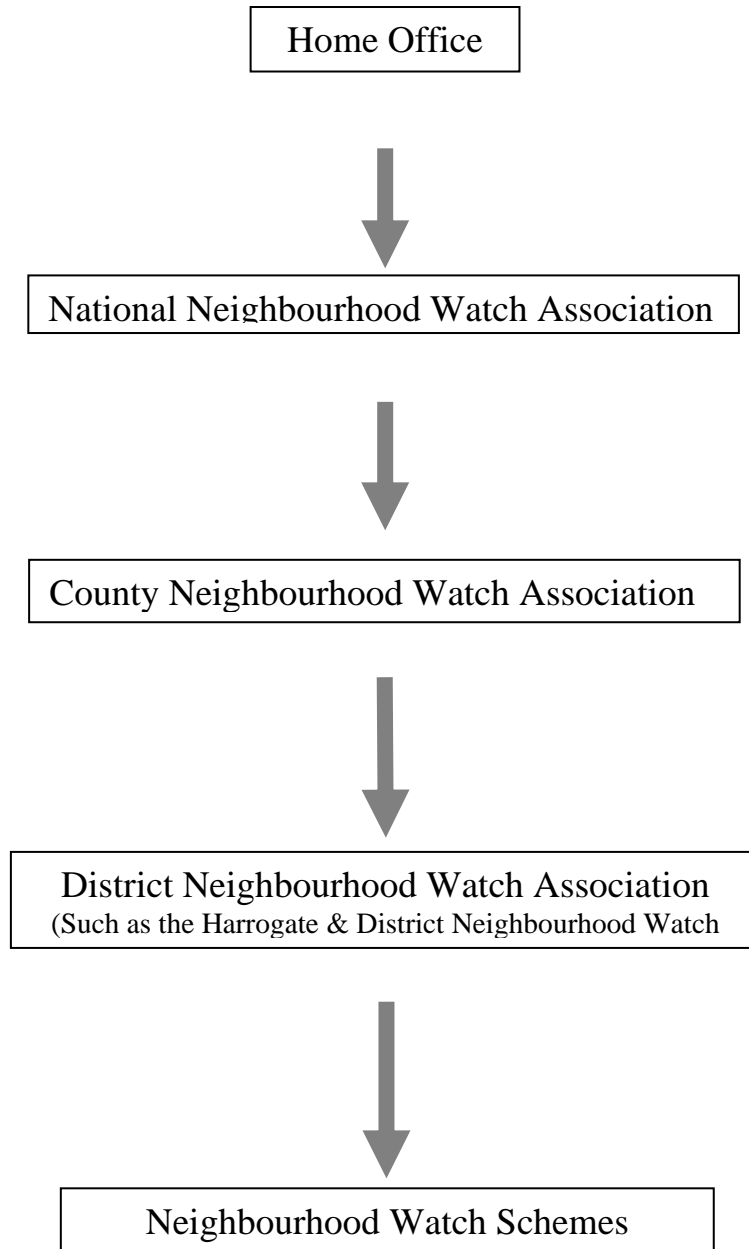 Home Office
National Neighbourhood Watch Association
County Neighbourhood Watch Association
District Neighbourhood Watch Association
(Such as the Harrogate & District Neighbourhood Watch
Neighbourhood Watch Schemes